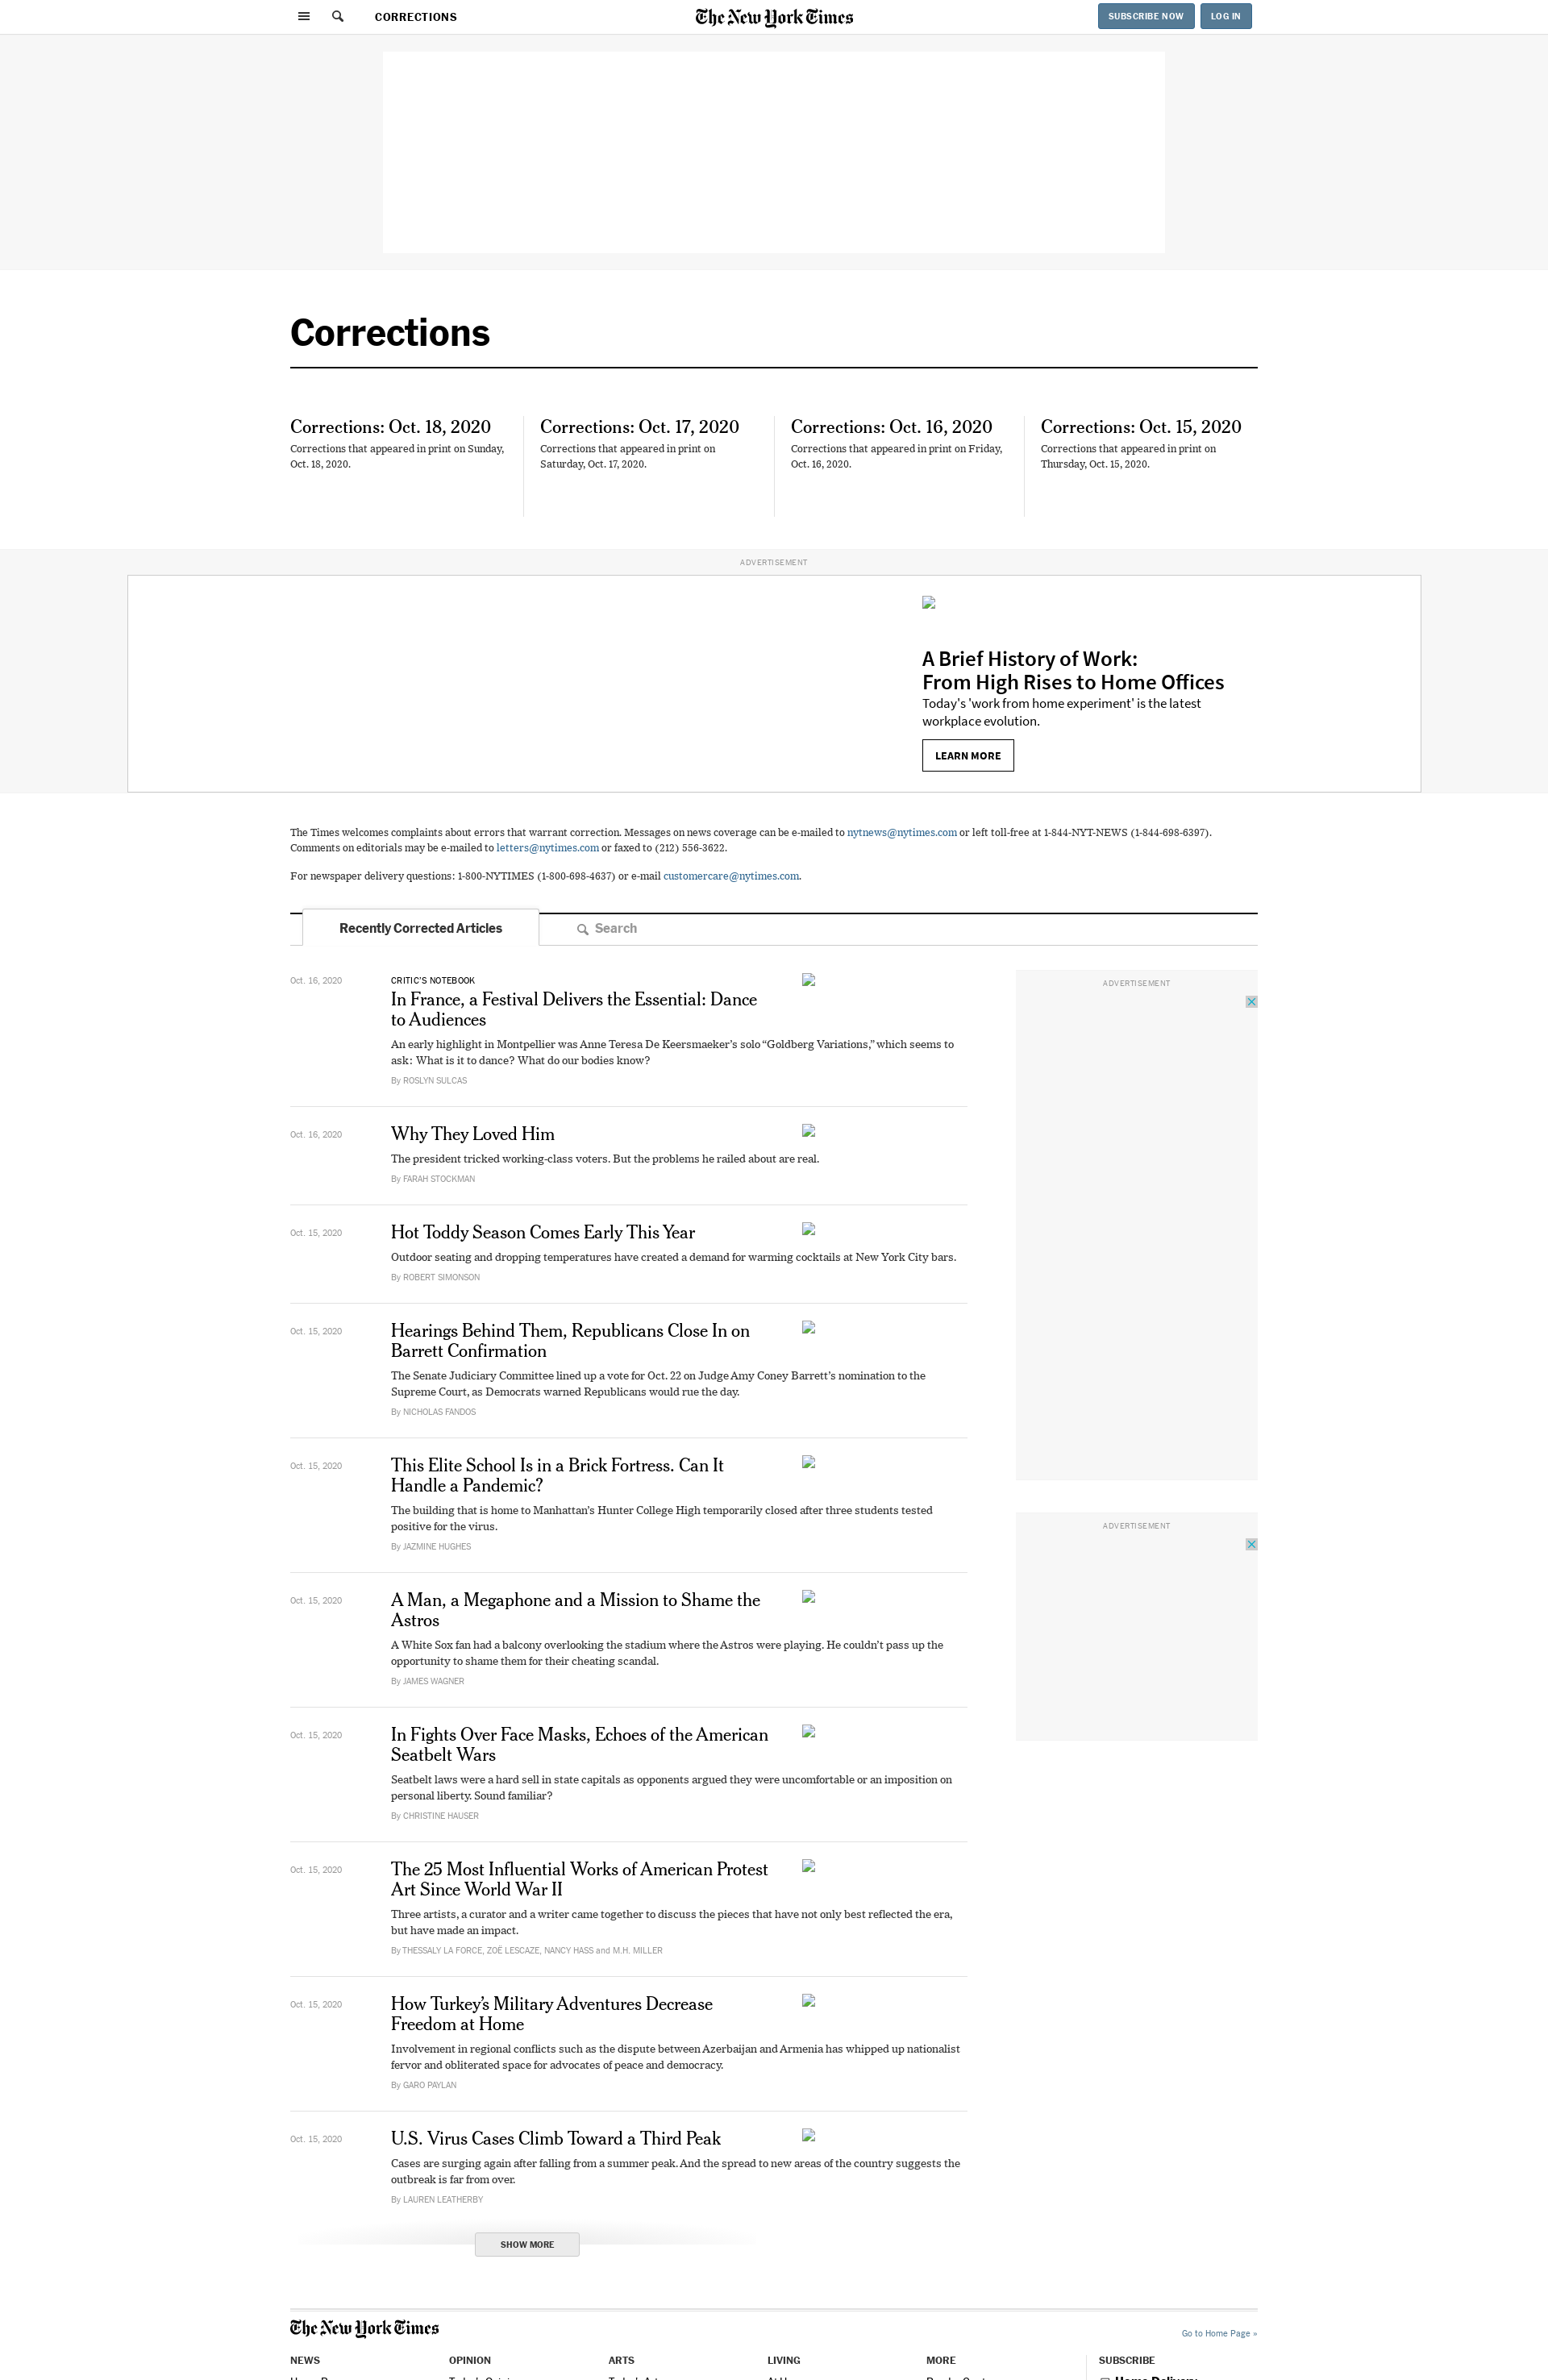 CORRECTIONS
The New York Times
SUBSCRIBE NOW
LOG IN
Corrections
Corrections: Oct. 18, 2020
Corrections that appeared in print on Sunday,
Oct. 18, 2020.
Corrections: Oct. 17, 2020
Corrections that appeared in print on
Saturday, Oct. 17, 2020.
Corrections: Oct. 16, 2020
Corrections that appeared in print on Friday,
Oct. 16, 2020.
Corrections: Oct. 15, 2020
Corrections that appeared in print on
Thursday, Oct. 15, 2020.
ADVERTISEMENT
A Brief History of Work:
From High Rises to Home Offices
Today's 'work from home experiment' is the latest
workplace evolution.
LEARN MORE
The Times welcomes complaints about errors that warrant correction. Messages on news coverage can be e-mailed to nytnews@nytimes.com or left toll-free at 1-844-NYT-NEWS (1-844-698-6397).
Comments on editorials may be e-mailed to letters@nytimes.com or faxed to (212) 556-3622.
For newspaper delivery questions: 1-800-NYTIMES (1-800-698-4637) or e-mail customercare@nytimes.com.
Recently Corrected Articles
Search
Oct. 16, 2020
CRITIC'S NOTEBOOK
In France, a Festival Delivers the Essential: Dance
to Audiences
An early highlight in Montpellier was Anne Teresa De Keersmaeker's solo “Goldberg Variations,” which seems to
ask: What is it to dance? What do our bodies know?
By ROSLYN SULCAS
ADVERTISEMENT
Oct. 16, 2020
Why They Loved Him
The president tricked working-class voters. But the problems he railed about are real.
By FARAH STOCKMAN
Oct. 15, 2020
Hot Toddy Season Comes Early This Year
Outdoor seating and dropping temperatures have created a demand for warming cocktails at New York City bars.
By ROBERT SIMONSON
Oct. 15, 2020
Hearings Behind Them, Republicans Close In on
Barrett Confirmation
The Senate Judiciary Committee lined up a vote for Oct. 22 on Judge Amy Coney Barrett's nomination to the
Supreme Court, as Democrats warned Republicans would rue the day.
By NICHOLAS FANDOS
Oct. 15, 2020
This Elite School Is in a Brick Fortress. Can It
Handle a Pandemic?
The building that is home to Manhattan's Hunter College High temporarily closed after three students tested
positive for the virus.
By JAZMINE HUGHES
ADVERTISEMENT
Oct. 15, 2020
A Man, a Megaphone and a Mission to Shame the
Astros
A White Sox fan had a balcony overlooking the stadium where the Astros were playing. He couldn't pass up the
opportunity to shame them for their cheating scandal.
By JAMES WAGNER
Oct. 15, 2020
In Fights Over Face Masks, Echoes of the American
Seatbelt Wars
Seatbelt laws were a hard sell in state capitals as opponents argued they were uncomfortable or an imposition on
personal liberty. Sound familiar?
By CHRISTINE HAUSER
Oct. 15, 2020
The 25 Most Influential Works of American Protest
Art Since World War II
Three artists, a curator and a writer came together to discuss the pieces that have not only best reflected the era,
but have made an impact.
By THESSALY LA FORCE, ZOË LESCAZE, NANCY HASS and M.H. MILLER
Oct. 15, 2020
How Turkey's Military Adventures Decrease
Freedom at Home
Involvement in regional conflicts such as the dispute between Azerbaijan and Armenia has whipped up nationalist
fervor and obliterated space for advocates of peace and democracy.
By GARO PAYLAN
Oct. 15, 2020
U.S. Virus Cases Climb Toward a Third Peak
Cases are surging again after falling from a summer peak. And the spread to new areas of the country suggests the
outbreak is far from over.
By LAUREN LEATHERBY
SHOW MORE
The New York Times
Go to Home Page »
NEWS
OPINION
ARTS
LIVING
MORE
SUBSCRIBE